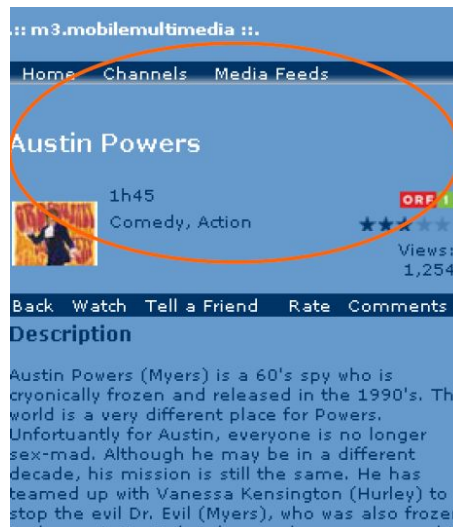 .:: m3.mobilemultimedia ::.
Home Channels Media Feeds
Austin Powers
1h45
ORF 1
Comedy, Action
Views:
1,254
Back Watch Tell a Friend Rate Comments
Description
Austin Powers (Myers) is a 60's spy who is
cryonically frozen and released in the 1990's. Th
world is a very different place for Powers.
Unfortuantly for Austin, everyone is no longer
sex-mad. Although he may be in a different
decade, his mission is still the same. He has
teamed up with Vanessa Kensington (Hurley) to
stop the evil Dr. Evil (Myers), who was also froze